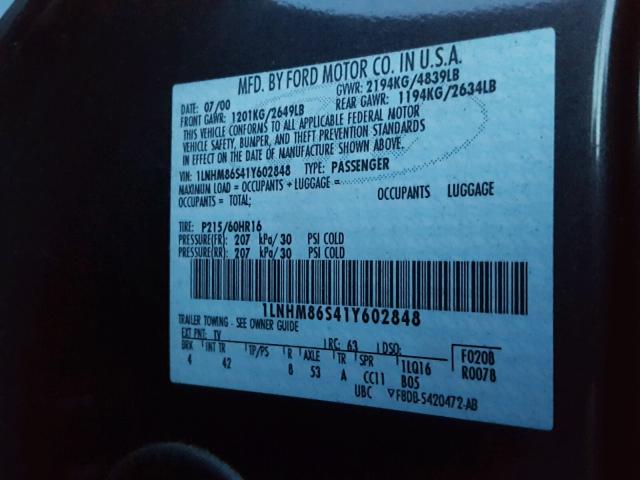 MFD. BY FORD MOTOR CO. IN U.S.A.
DATE: 07/00 GVWR: 2194KG/4839LB
FRONT GAWR: 1201KG/2649LB REAR GAWR: 1194KG/2634LB
THIS VEHICLE CONFORMS TO ALL APPLICABLE FEDERAL MOTOR
VEHICLE SAFETY, BUMPER, AND THEFT PREVENTION STANDARDS
IN EFFECT ON THE DATE OF MANUFACTURE SHOWN ABOVE.
VIN: 1LNHM86S41Y602848 TYPE: PASSENGER
MAXIMUM LOAD = OCCUPANTS + LUGGAGE =
OCCUPANTS = TOTAL; OCCUPANTS LUGGAGE
TIRE: P215/60HR16
PRESSURE(FR): 207 kPa/30 PSI COLD
PRESSURE(RR): 207 kPa/30 PSI COLD
1LNHM86S41Y602848
TRAILER TOWING - SEE OWNER GUIDE
EXT PNT: TV RC: 63 DSO: F0208
BRK INT TR TP/PS R AXLE TR SPR 1LQ16 R0078
4 42 8 53 A CC11 B05
UBC F8DB-5420472-AB